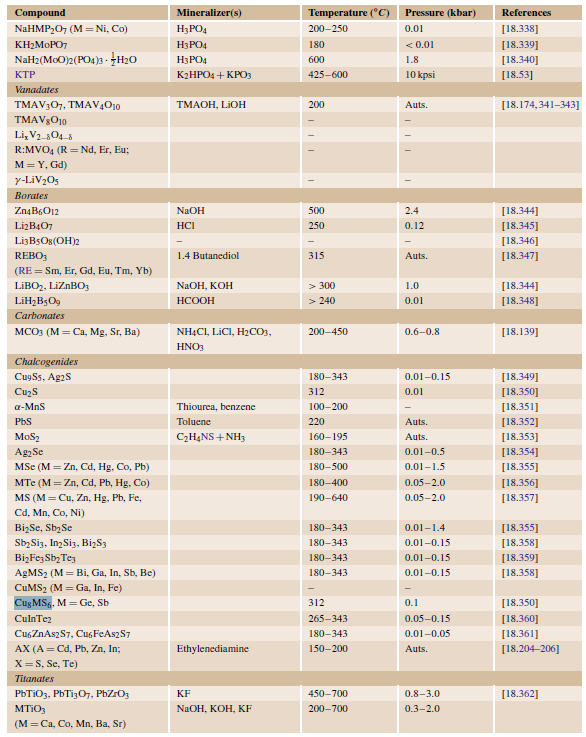 Compound Mineralizer(s) Temperature (°C) Pressure (kbar) References
NaHMP2O7 (M = Ni, Co) H3PO4 200–250 0.01 [18.338]
KH2MoPO7 H3PO4 180 < 0.01 [18.339]
NaH2(MoO)2(PO4)3 · 1/2H2O H3PO4 600 1.8 [18.340]
KTP K2HPO4 + KPO3 425–600 10 kpsi [18.53]
Vanadates
TMAV3O7, TMAV4O10 TMAOH, LiOH 200 Auts. [18.174, 341–343]
TMAV8O10 – –
LixV2−δO4−δ – –
R:MVO4 (R = Nd, Er, Eu; – –
M = Y, Gd)
γ-LiV2O5 – –
Borates
Zn4B6O12 NaOH 500 2.4 [18.344]
Li2B4O7 HCl 250 0.12 [18.345]
Li3B5O8(OH)2 – – – [18.346]
REBO3 1.4 Butanediol 315 Auts. [18.347]
(RE = Sm, Er, Gd, Eu, Tm, Yb)
LiBO2, LiZnBO3 NaOH, KOH > 300 1.0 [18.344]
LiH2B5O9 HCOOH > 240 0.01 [18.348]
Carbonates
MCO3 (M = Ca, Mg, Sr, Ba) NH4Cl, LiCl, H2CO3, 200–450 0.6–0.8 [18.139]
HNO3
Chalcogenides
Cu9S5, Ag2S 180–343 0.01–0.15 [18.349]
Cu2S 312 0.01 [18.350]
α-MnS Thiourea, benzene 100–200 – [18.351]
PbS Toluene 220 Auts. [18.352]
MoS2 C2H4NS + NH3 160–195 Auts. [18.353]
Ag2Se 180–343 0.01–0.5 [18.354]
MSe (M = Zn, Cd, Hg, Co, Pb) 180–500 0.01–1.5 [18.355]
MTe (M = Zn, Cd, Pb, Hg, Co) 180–400 0.05–2.0 [18.356]
MS (M = Cu, Zn, Hg, Pb, Fe, 190–640 0.05–2.0 [18.357]
Cd, Mn, Co, Ni)
Bi2Se, Sb2Se 180–343 0.01–1.4 [18.355]
Sb2Si3, In2Si3, Bi2S3 180–343 0.01–0.15 [18.358]
Bi2Fe3Sb2Te3 180–343 0.01–0.15 [18.359]
AgMS2 (M = Bi, Ga, In, Sb, Be) 180–343 0.01–0.15 [18.358]
CuMS2 (M = Ga, In, Fe) – –
Cu8MS6, M = Ge, Sb 312 0.1 [18.350]
CuInTe2 265–343 0.05–0.15 [18.360]
Cu6ZnAs2S7, Cu6FeAs2S7 180–343 0.01–0.05 [18.361]
AX (A = Cd, Pb, Zn, In; Ethylenediamine 150–200 Auts. [18.204–206]
X = S, Se, Te)
Titanates
PbTiO3, PbTi3O7, PbZrO3 KF 450–700 0.8–3.0 [18.362]
MTiO3 NaOH, KOH, KF 200–700 0.3–2.0
(M = Ca, Co, Mn, Ba, Sr)